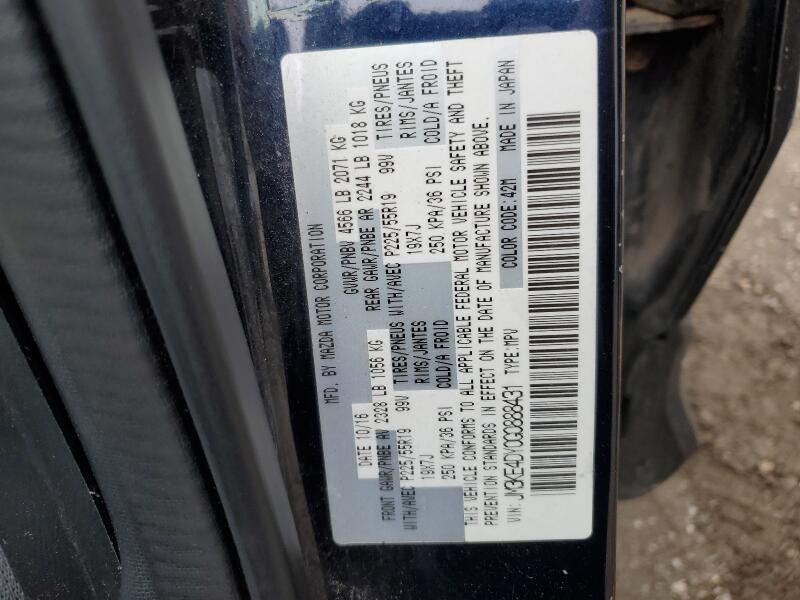 MFD. BY MAZDA MOTOR CORPORATION
DATE 10/16 GVWR/PNBV 4566 LB 2071 KG
FRONT GAWR/PNBE AV 2328 LB 1056 KG REAR GAWR/PNBE AR 2244 LB 1018 KG
TIRES/PNEUS TIRES/PNEUS
WITH/AVEC P225/55R19 99V RIMS/JANTES WITH/AVEC P225/55R19 99V RIMS/JANTES
19X7J COLD/A FROID 19X7J COLD/A FROID
250 KPA/36 PSI 250 KPA/36 PSI
THIS VEHICLE CONFORMS TO ALL APPLICABLE FEDERAL MOTOR VEHICLE SAFETY AND THEFT
PREVENTION STANDARDS IN EFFECT ON THE DATE OF MANUFACTURE SHOWN ABOVE.
VIN: TYPE:MPV COLOR CODE:42M MADE IN JAPAN